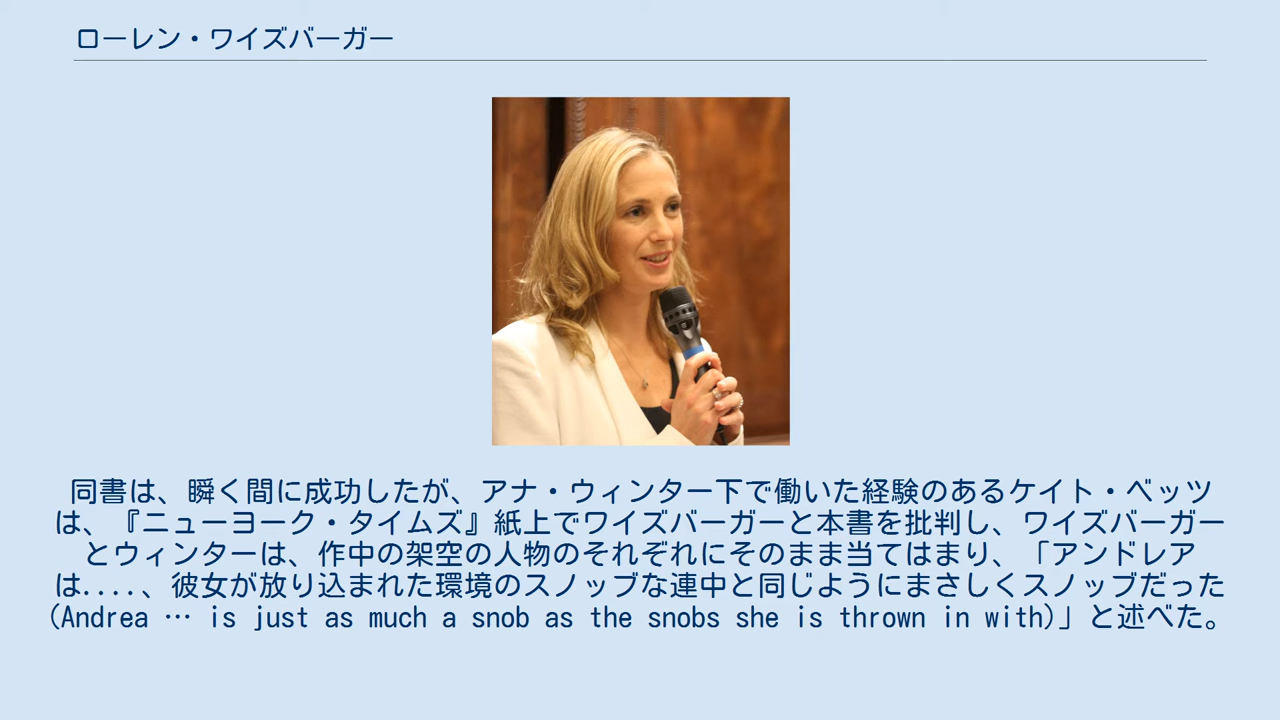 ローレン・ワイズバーガー
同書は、瞬く間に成功したが、アナ・ウィンター下で働いた経験のあるケイト・ベッツ
は、『ニューヨーク・タイムズ』紙上でワイズバーガーと本書を批判し、ワイズバーガー
とウィンターは、作中の架空の人物のそれぞれにそのまま当てはまり、「アンドレア
は....、彼女が放り込まれた環境のスノッブな連中と同じようにまさしくスノッブだった
(Andrea … is just as much a snob as the snobs she is thrown in with)」と述べた。